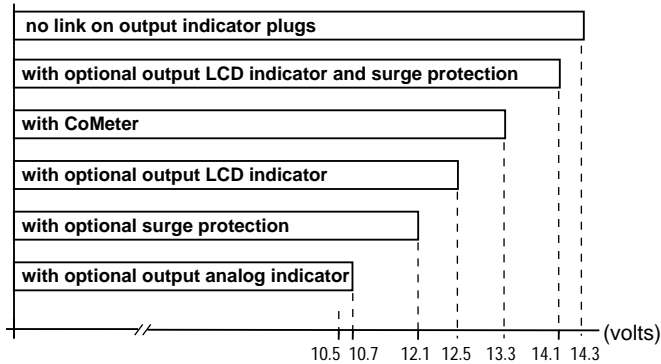 no link on output indicator plugs
with optional output LCD indicator and surge protection
with CoMeter
with optional output LCD indicator
with optional surge protection
with optional output analog indicator
(volts)
10.5 10.7 12.1 12.5 13.3 14.1 14.3